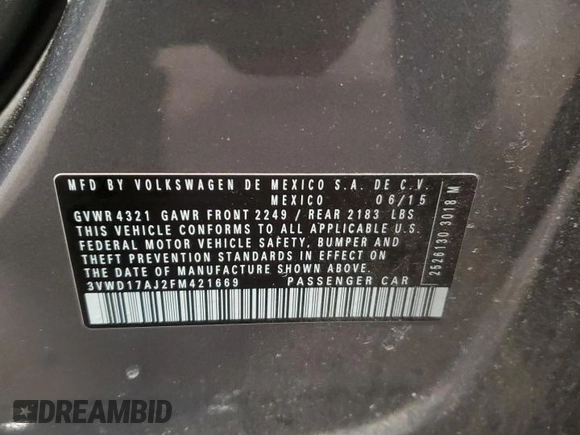 MFD BY VOLKSWAGEN DE MEXICO S.A. DE C.V.
MEXICO 06/15
GVWR 4321 GAWR FRONT 2249 / REAR 2183 LBS
THIS VEHICLE CONFORMS TO ALL APPLICABLE U.S.
FEDERAL MOTOR VEHICLE SAFETY, BUMPER AND
THEFT PREVENTION STANDARDS IN EFFECT ON
THE DATE OF MANUFACTURE SHOWN ABOVE.
3VWD17AJ2FM421669 PASSENGER CAR
2526130 3018 M
DREAMBID